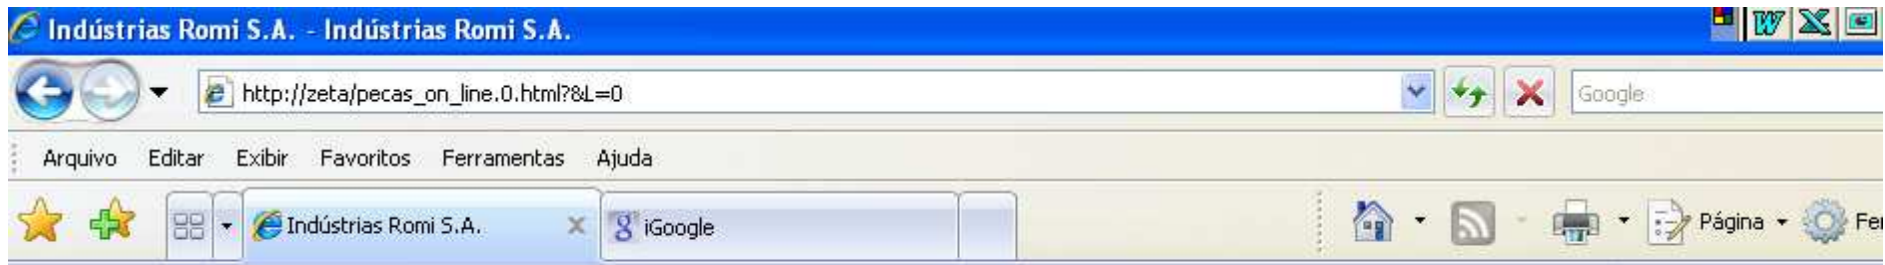 Indústrias Romi S.A. - Indústrias Romi S.A.
http://zeta/pecas_on_line.0.html?&L=0
Google
Arquivo Editar Exibir Favoritos Ferramentas Ajuda
Indústrias Romi S.A. iGoogle Página Fer